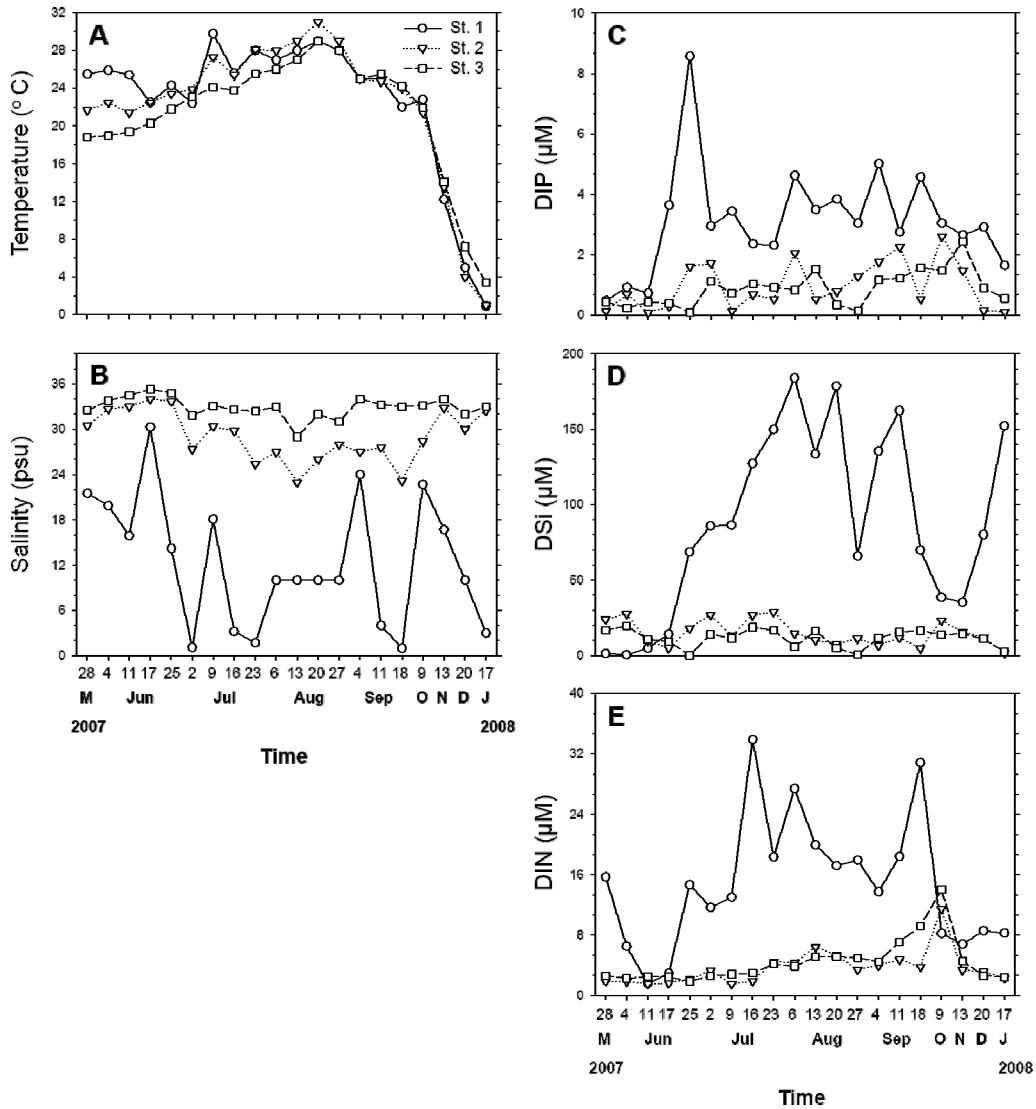 A
St. 1
St. 2
St. 3
Temperature (° C)
32
28
24
20
16
12
8
4
0
B
Salinity (psu)
36
30
24
18
12
6
0
28 4 11 17 25 2 9 16 23 6 13 20 27 4 11 18 9 13 20 17
M Jun Jul Aug Sep O N D J
2007 2008
Time
C
DIP (µM)
10
8
6
4
2
0
D
DSi (µM)
200
150
100
50
0
E
DIN (µM)
40
32
24
16
8
0
28 4 11 17 25 2 9 16 23 6 13 20 27 4 11 18 9 13 20 17
M Jun Jul Aug Sep O N D J
2007 2008
Time